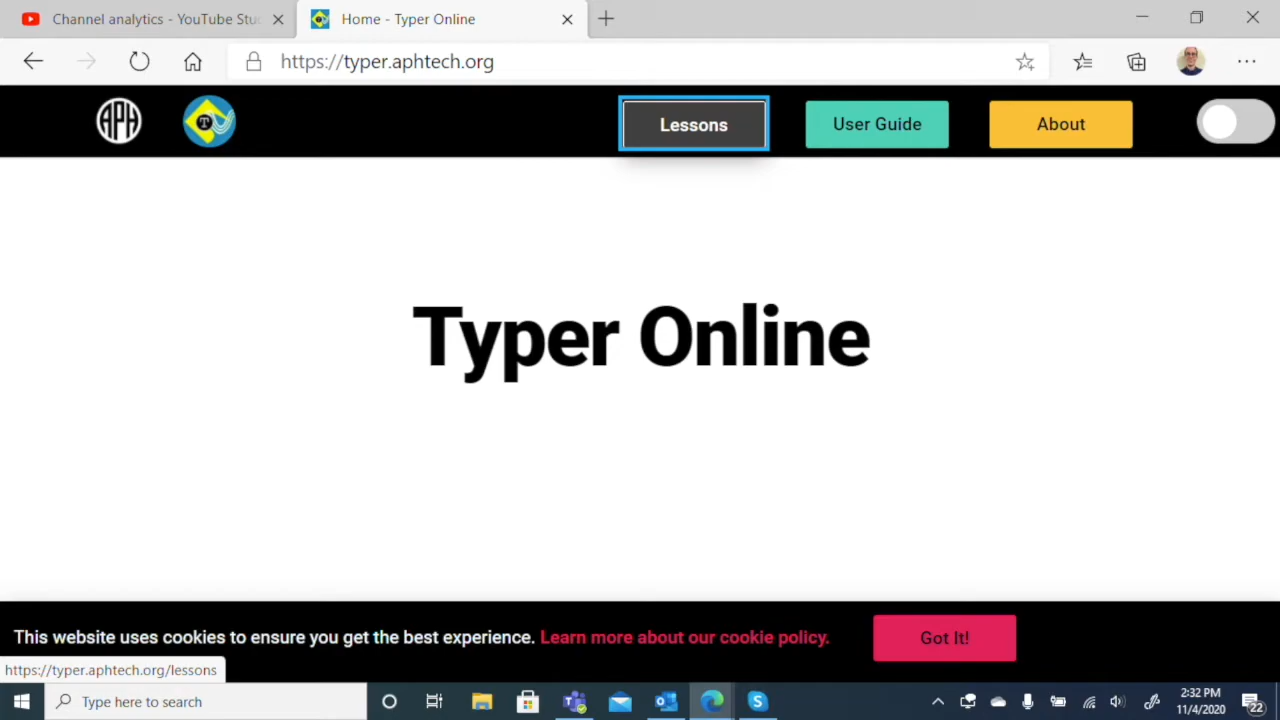 Channel analytics - YouTube Stu
Home - Typer Online
https://typer.aphtech.org
APH
T
Lessons
User Guide
About
Typer Online
This website uses cookies to ensure you get the best experience. Learn more about our cookie policy.
Got It!
https://typer.aphtech.org/lessons
Type here to search
2:32 PM
11/4/2020
22